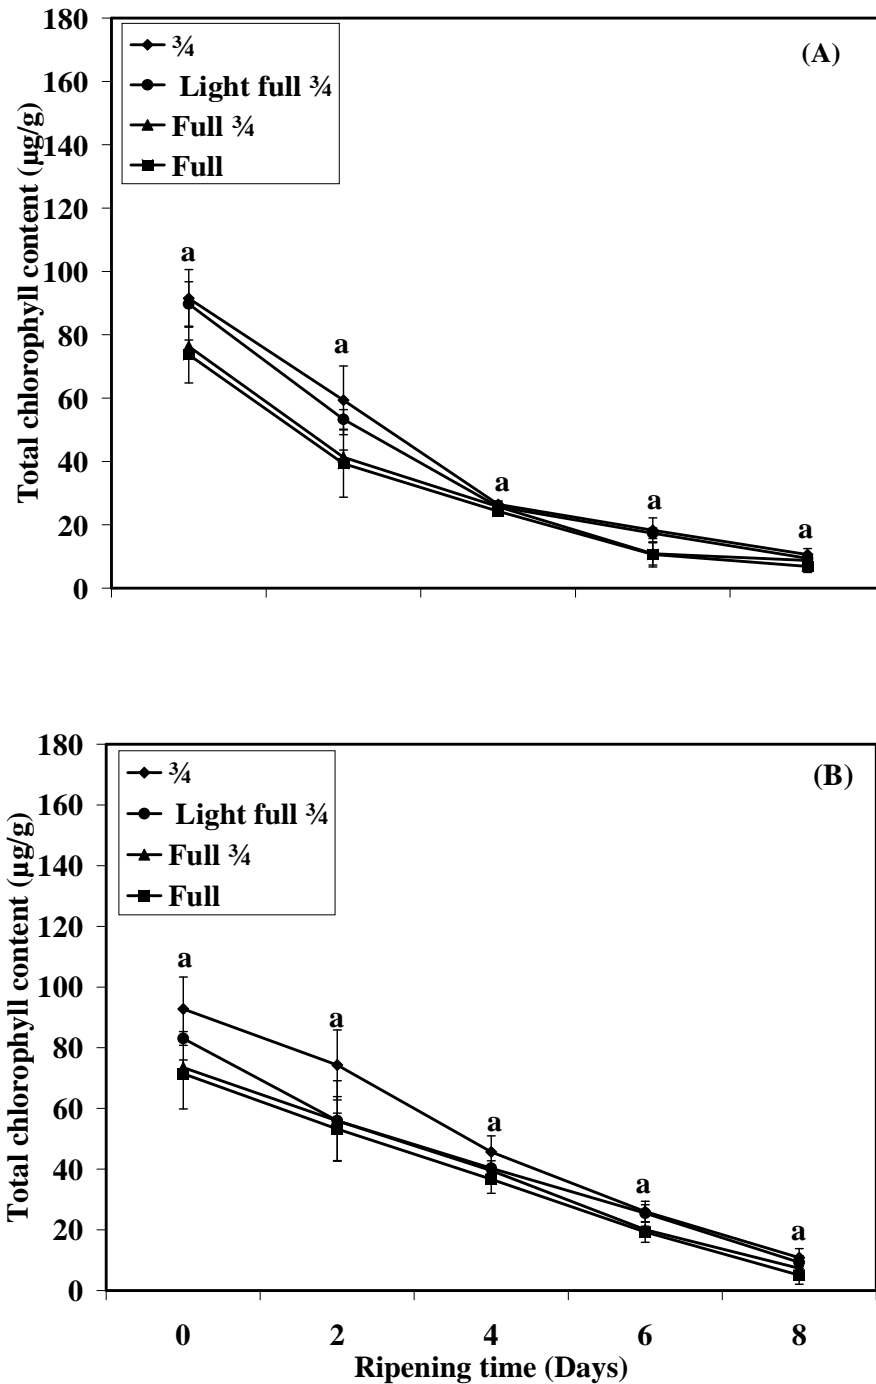 180
160
140
120
100
80
60
40
20
0
Total chlorophyll content (µg/g)
¾
Light full ¾
Full ¾
Full
(A)
a
a
a
a
a
180
160
140
120
100
80
60
40
20
0
Total chlorophyll content (µg/g)
¾
Light full ¾
Full ¾
Full
(B)
a
a
a
a
a
0 2 4 6 8
Ripening time (Days)